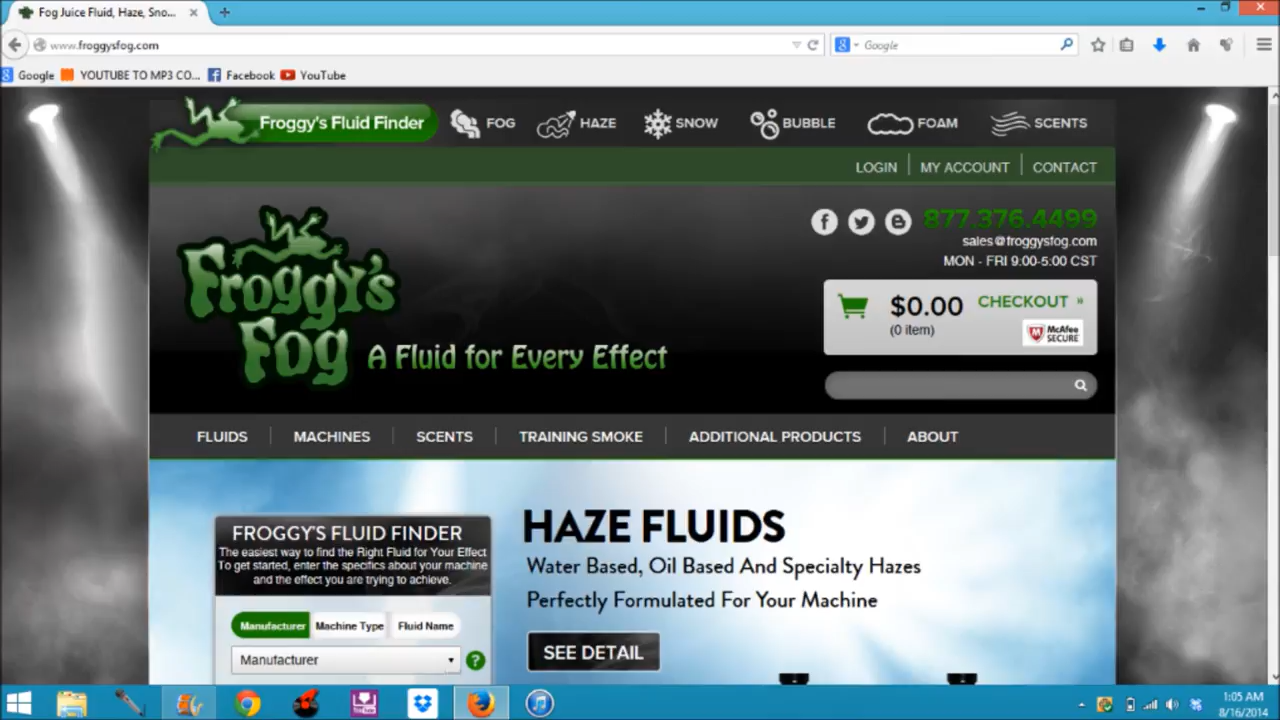 Fog Juice Fluid, Haze, Sno...
www.froggysfog.com
Google
Google
YOUTUBE TO MP3 CO...
Facebook
YouTube
Froggy's Fluid Finder
FOG
HAZE
SNOW
BUBBLE
FOAM
SCENTS
LOGIN
MY ACCOUNT
CONTACT
877.376.4499
sales@froggysfog.com
MON - FRI 9:00-5:00 CST
FROGGY'S
FOG
A Fluid for Every Effect
$0.00
CHECKOUT »
(0 item)
McAfee
SECURE
FLUIDS
MACHINES
SCENTS
TRAINING SMOKE
ADDITIONAL PRODUCTS
ABOUT
FROGGY'S FLUID FINDER
The easiest way to find the Right Fluid for Your Effect
To get started, enter the specifics about your machine
and the effect you are trying to achieve.
Manufacturer
Machine Type
Fluid Name
Manufacturer
?
HAZE FLUIDS
Water Based, Oil Based And Specialty Hazes
Perfectly Formulated For Your Machine
SEE DETAIL
1:05 AM
8/16/2014